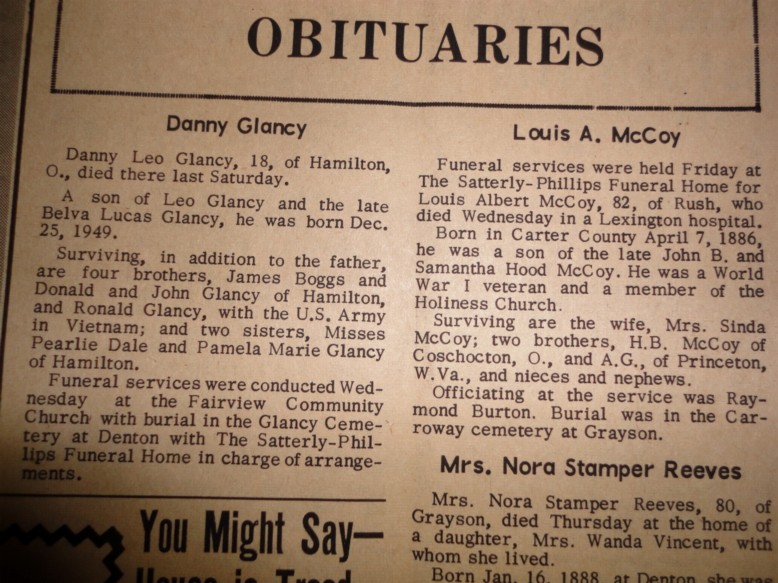 OBITUARIES
Danny Glancy
Danny Leo Glancy, 18, of Hamilton,
O., died there last Saturday.
A son of Leo Glancy and the late
Belva Lucas Glancy, he was born Dec.
25, 1949.
Surviving, in addition to the father,
are four brothers, James Boggs and
Donald and John Glancy of Hamilton,
and Ronald Glancy, with the U.S. Army
in Vietnam; and two sisters, Misses
Pearlie Dale and Pamela Marie Glancy
of Hamilton.
Funeral services were conducted Wed-
nesday at the Fairview Community
Church with burial in the Glancy Ceme-
tery at Denton with The Satterly-Phil-
lips Funeral Home in charge of arrange-
ments.
You Might Say—
Louis A. McCoy
Funeral services were held Friday at
The Satterly-Phillips Funeral Home for
Louis Albert McCoy, 82, of Rush, who
died Wednesday in a Lexington hospital.
Born in Carter County April 7, 1886,
he was a son of the late John B. and
Samantha Hood McCoy. He was a World
War I veteran and a member of the
Holiness Church.
Surviving are the wife, Mrs. Sinda
McCoy; two brothers, H.B. McCoy of
Coschocton, O., and A.G., of Princeton,
W.Va., and nieces and nephews.
Officiating at the service was Ray-
mond Burton. Burial was in the Car-
roway cemetery at Grayson.
Mrs. Nora Stamper Reeves
Mrs. Nora Stamper Reeves, 80, of
Grayson, died Thursday at the home of
a daughter, Mrs. Wanda Vincent, with
whom she lived.
Born Jan. 16, 1888, at Denton, she was